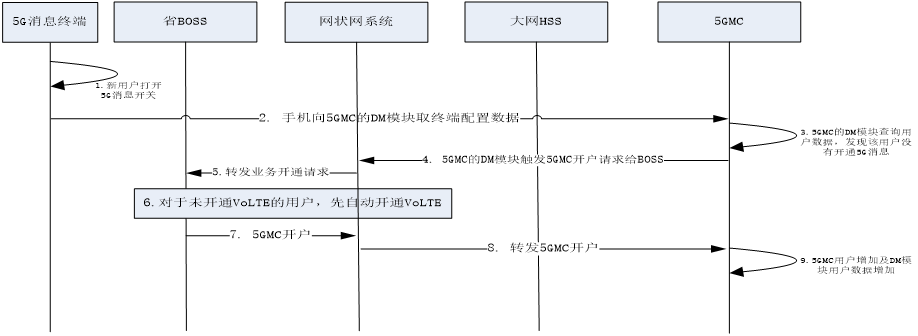 5G消息终端
省BOSS
网状网系统
大网HSS
5GMC
1.新用户打开
5G消息开关
2. 手机向5GMC的DM模块取终端配置数据
3.5GMC的DM模块查询用
户数据，发现该用户没
有开通5G消息
4. 5GMC的DM模块触发5GMC开户请求给BOSS
5.转发业务开通请求
6.对于未开通VoLTE的用户，先自动开通VoLTE
7. 5GMC开户
8. 转发5GMC开户
9.5GMC用户增加及DM模
块用户数据增加